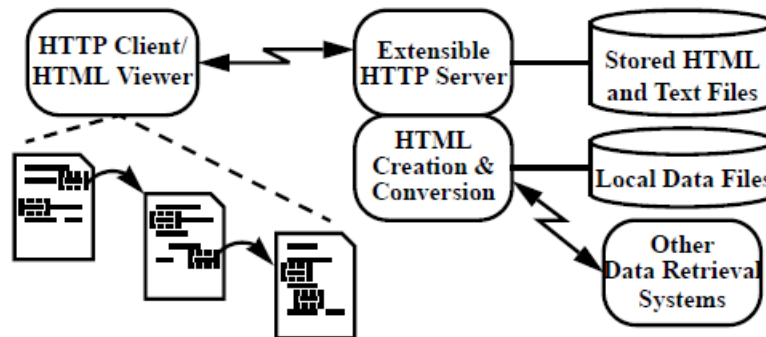 HTTP Client/
HTML Viewer
Extensible
HTTP Server
Stored HTML
and Text Files
HTML
Creation &
Conversion
Local Data Files
Other
Data Retrieval
Systems